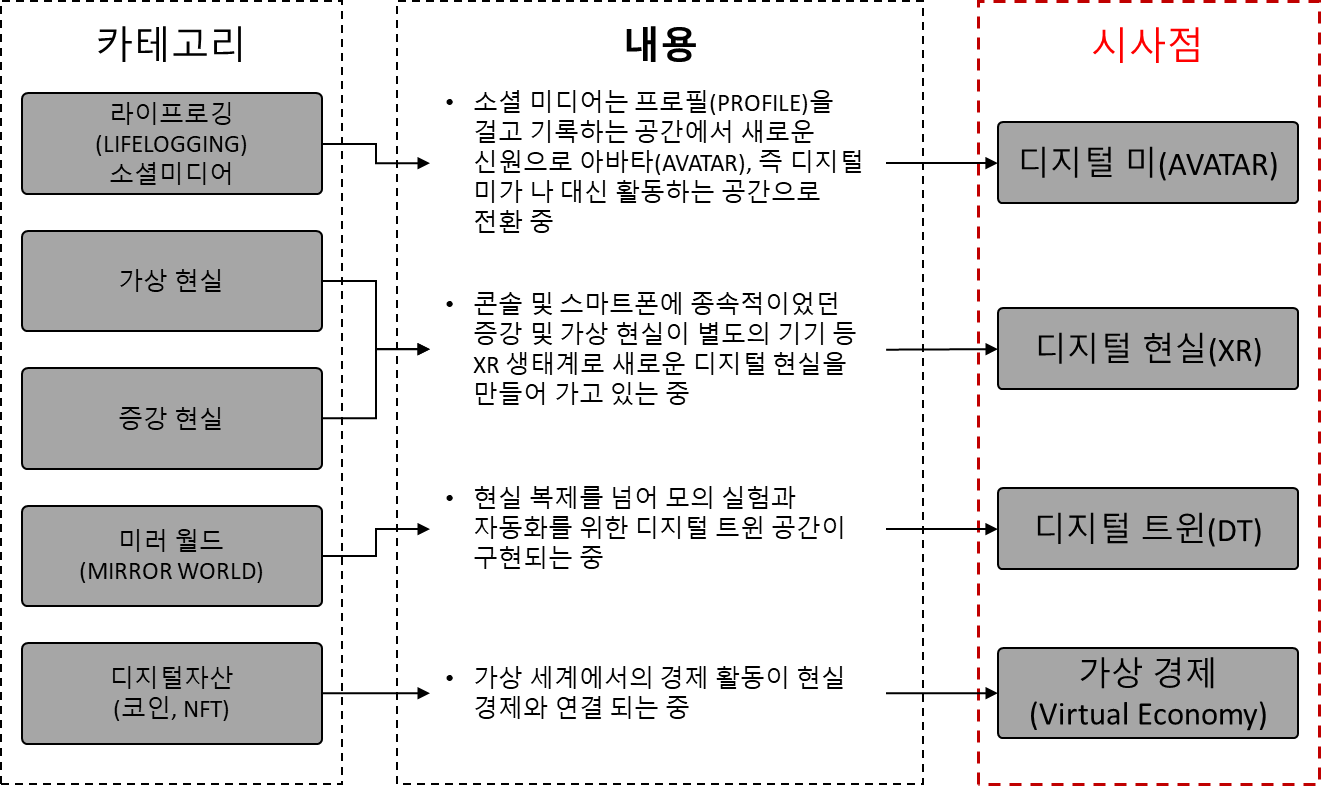 카테고리
라이프로깅
(LIFELOGGING)
소셜미디어
가상 현실
증강 현실
미러 월드
(MIRROR WORLD)
디지털자산
(코인, NFT)
내용
• 소셜 미디어는 프로필(PROFILE)을
걸고 기록하는 공간에서 새로운
신원으로 아바타(AVATAR), 즉 디지털
미가 나 대신 활동하는 공간으로
전환 중
• 콘솔 및 스마트폰에 종속적이었던
증강 및 가상 현실이 별도의 기기 등
XR 생태계로 새로운 디지털 현실을
만들어 가고 있는 중
• 현실 복제를 넘어 모의 실험과
자동화를 위한 디지털 트윈 공간이
구현되는 중
• 가상 세계에서의 경제 활동이 현실
경제와 연결 되는 중
시사점
디지털 미(AVATAR)
디지털 현실(XR)
디지털 트윈(DT)
가상 경제
(Virtual Economy)